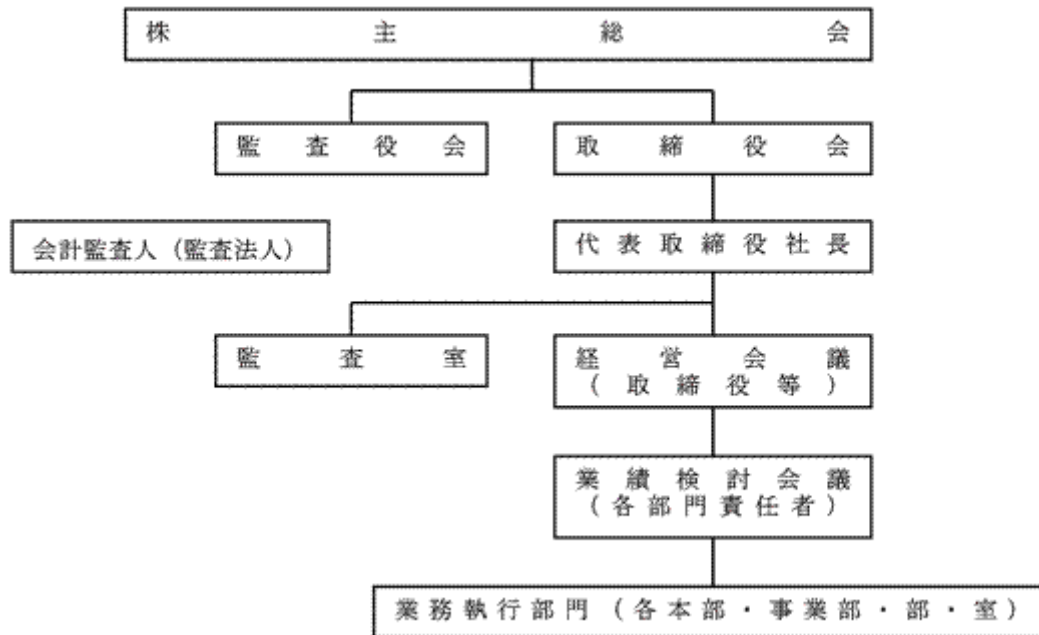 株主総会
監査役会
取締役会
会計監査人（監査法人）
代表取締役社長
監査室
経営会議
（取締役等）
業績検討会議
（各部門責任者）
業務執行部門（各本部・事業部・部・室）